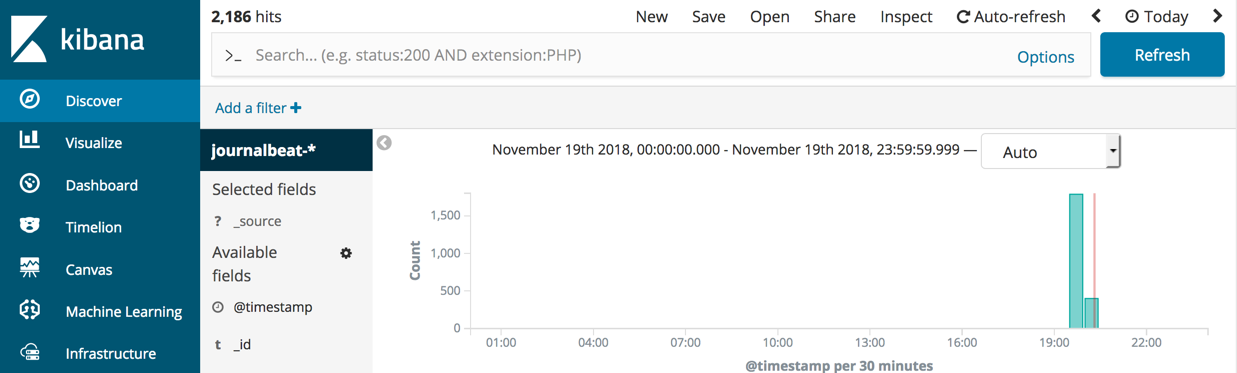 kibana
Discover
Visualize
Dashboard
Timelion
Canvas
Machine Learning
Infrastructure
2,186 hits
New Save Open Share Inspect Auto-refresh Today
>_ Search... (e.g. status:200 AND extension:PHP) Options Refresh
Add a filter +
journalbeat-*
Selected fields
? _source
Available
fields
@timestamp
t _id
November 19th 2018, 00:00:00.000 - November 19th 2018, 23:59:59.999 — Auto
Count
1,500
1,000
500
0
01:00 04:00 07:00 10:00 13:00 16:00 19:00 22:00
@timestamp per 30 minutes